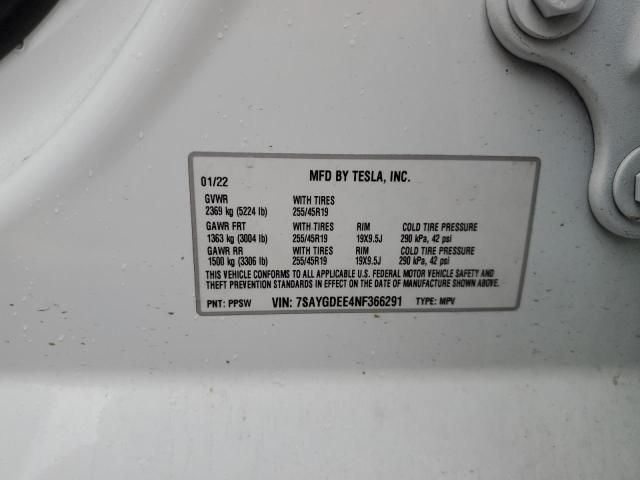 01/22 MFD BY TESLA, INC.
GVWR WITH TIRES
2369 kg (5224 lb) 255/45R19
GAWR FRT WITH TIRES RIM COLD TIRE PRESSURE
1363 kg (3004 lb) 255/45R19 19X9.5J 290 kPa, 42 psi
GAWR RR WITH TIRES RIM COLD TIRE PRESSURE
1500 kg (3306 lb) 255/45R19 19X9.5J 290 kPa, 42 psi
THIS VEHICLE CONFORMS TO ALL APPLICABLE U.S. FEDERAL MOTOR VEHICLE SAFETY AND
THEFT PREVENTION STANDARDS IN EFFECT ON THE DATE OF MANUFACTURE SHOWN ABOVE.
PNT: PPSW VIN: 7SAYGDEE4NF366291 TYPE: MPV